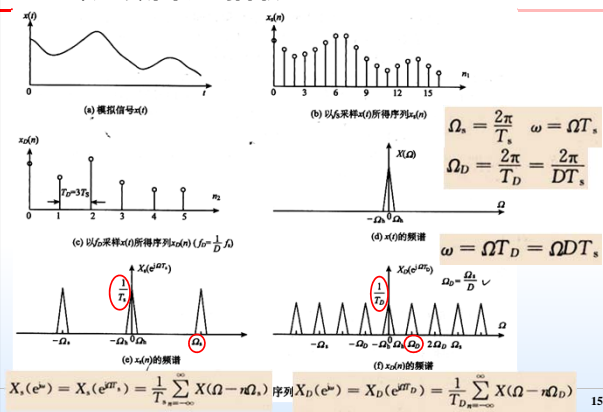 x(t)
0
t
(a) 模拟信号x(t)
xs(n)
0
3
6
9
12
15
n1
(b) 以fs采样x(t)所得序列xs(n)
Ωs = 2π/Ts ω = ΩTs
ΩD = 2π/TD = 2π/DTs
xD(n)
TD=3TS
0
1
2
3
4
5
n2
(c) 以fD采样x(t)所得序列xD(n) ( fD= 1/D fs)
X(Ω)
Ω
-Ωh 0 Ωh
(d) x(t)的频谱
ω = ΩTD = ΩDTs
Xs(e^jΩTs)
1/Ts
-Ωs
-Ωh 0 Ωh
Ωs
(e) xs(n)的频谱
XD(e^jΩTD)
ΩD= Ωs/D
1/TD
-Ωs
-ΩD
-Ωh 0 Ωh
ΩD
2ΩD
Ωs
Ω
(f) xD(n)的频谱
Xs(e^jω) = Xs(e^jΩTs) = 1/Ts ∑ n=-∞ ∞ X(Ω − nΩs)
序列
XD(e^jω) = XD(e^jΩTD) = 1/TD ∑ n=-∞ ∞ X(Ω − nΩD)
15